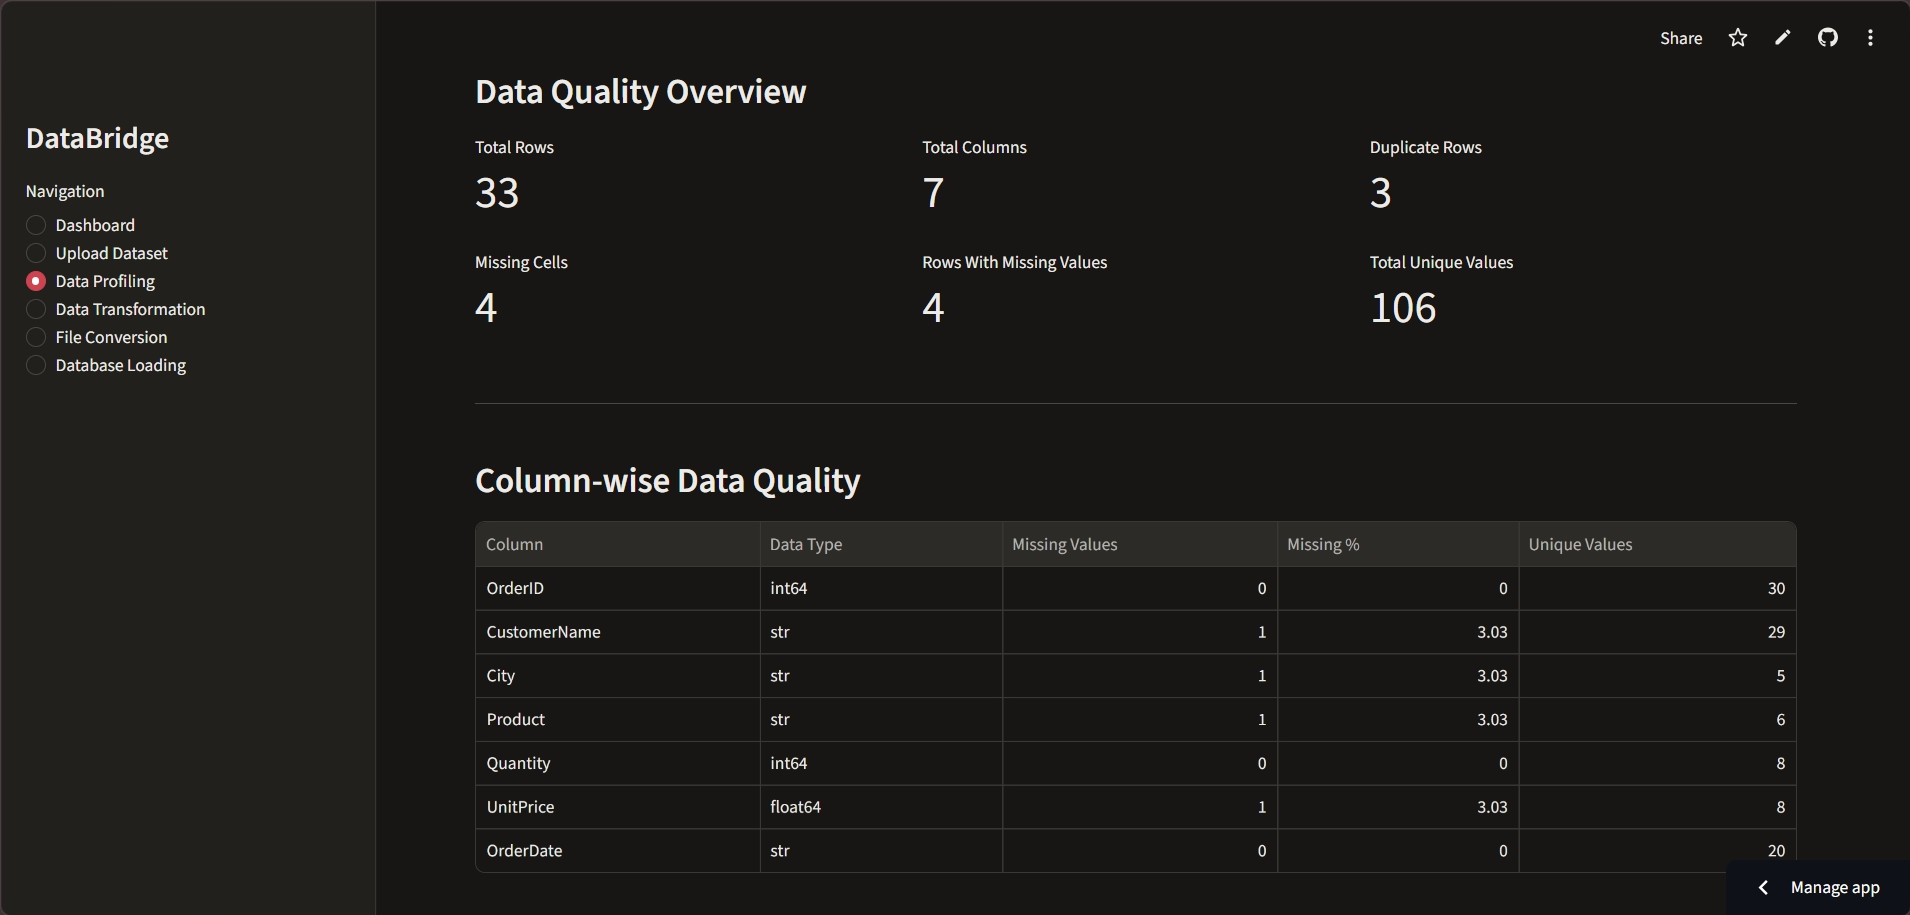 Share
DataBridge
Navigation
Dashboard
Upload Dataset
Data Profiling
Data Transformation
File Conversion
Database Loading
Data Quality Overview
Total Rows Total Columns Duplicate Rows
33 7 3
Missing Cells Rows With Missing Values Total Unique Values
4 4 106
Column-wise Data Quality
Column Data Type Missing Values Missing % Unique Values
OrderID int64 0 0 30
CustomerName str 1 3.03 29
City str 1 3.03 5
Product str 1 3.03 6
Quantity int64 0 0 8
UnitPrice float64 1 3.03 8
OrderDate str 0 0 20
Manage app